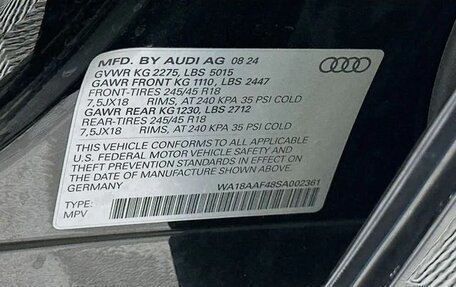 MFD. BY AUDI AG 08 24
GVWR KG 2275, LBS 5015
GAWR FRONT KG 1110, LBS 2447
FRONT-TIRES 245/45 R18
7,5JX18 RIMS, AT 240 KPA 35 PSI COLD
GAWR REAR KG1230, LBS 2712
REAR-TIRES 245/45 R18
7,5JX18 RIMS, AT 240 KPA 35 PSI COLD
THIS VEHICLE CONFORMS TO ALL APPLICABLE
U.S. FEDERAL MOTOR VEHICLE SAFETY AND
THEFT PREVENTION STANDARDS IN EFFECT ON
THE DATE OF MANUFACTURE SHOWN ABOVE.
GERMANY WA18AAF48SA002361
TYPE:
MPV